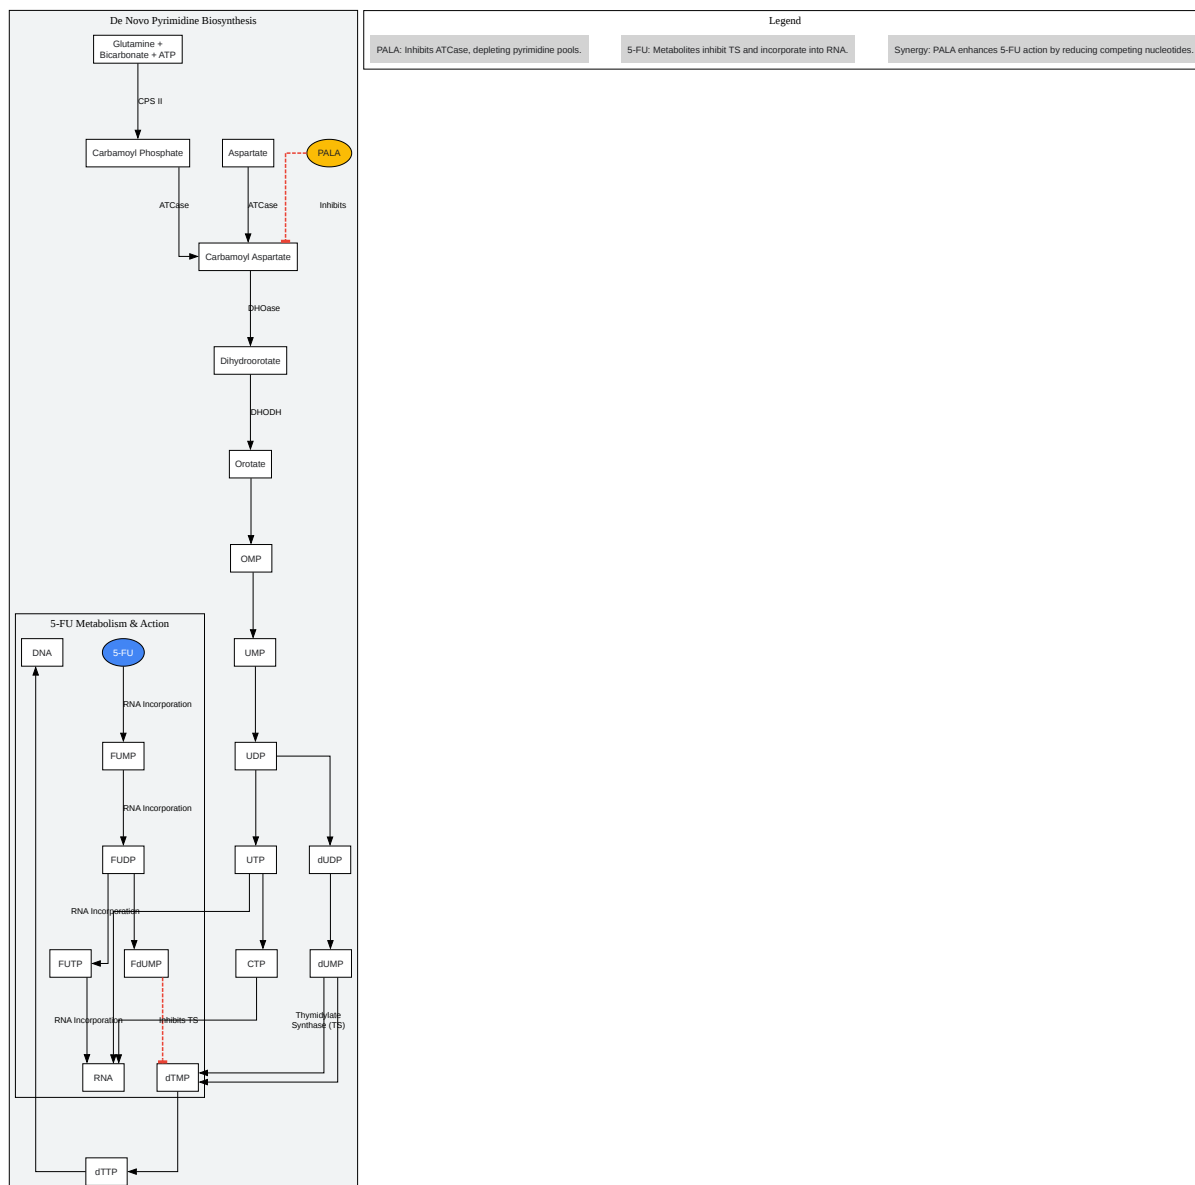 De Novo Pyrimidine Biosynthesis
Glutamine +
Bicarbonate + ATP
CPS II
Carbamoyl Phosphate
Aspartate
PALA
ATCase
ATCase
Inhibits
Carbamoyl Aspartate
DHOase
Dihydroorotate
DHODH
Orotate
OMP
5-FU Metabolism & Action
DNA
5-FU
UMP
RNA Incorporation
FUMP
UDP
RNA Incorporation
FUDP
UTP
dUDP
RNA Incorporation
FUTP
FdUMP
CTP
dUMP
RNA Incorporation
Inhibits TS
Thymidylate
Synthase (TS)
RNA
dTMP
dTTP
Legend
PALA: Inhibits ATCase, depleting pyrimidine pools.
5-FU: Metabolites inhibit TS and incorporate into RNA.
Synergy: PALA enhances 5-FU action by reducing competing nucleotides.